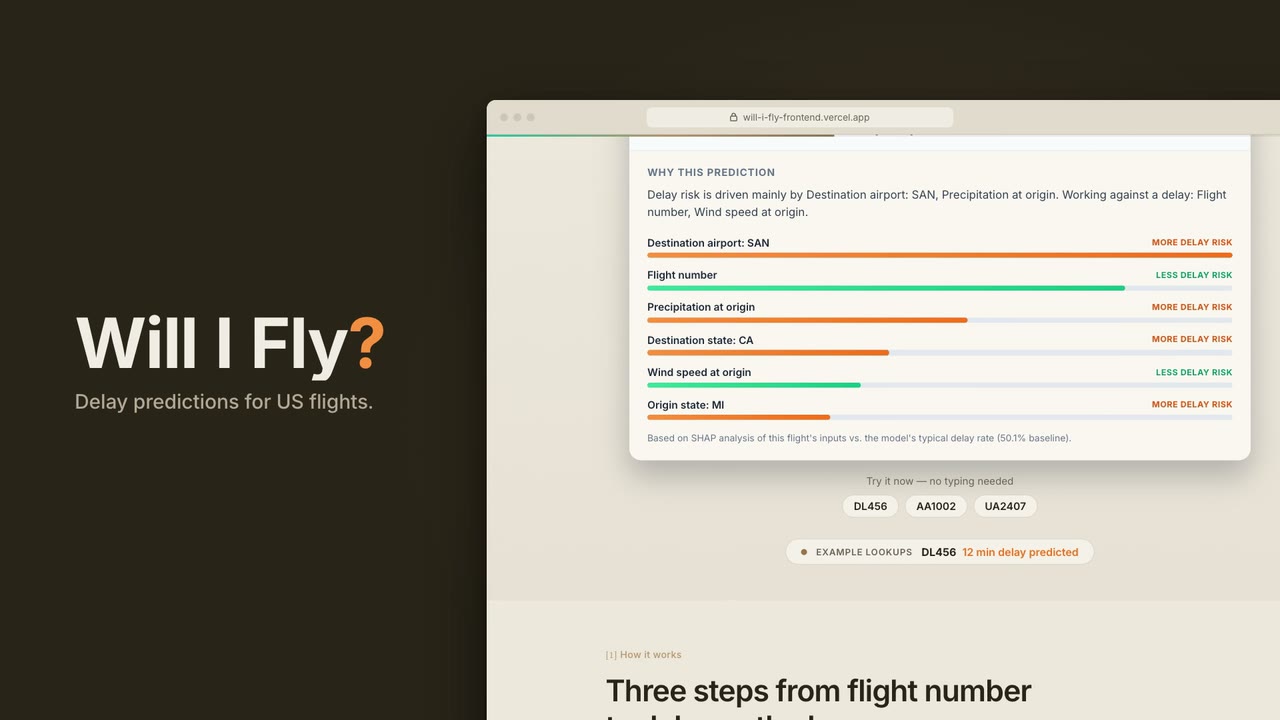 Will I Fly?
Delay predictions for US flights.
will-i-fly-frontend.vercel.app
WHY THIS PREDICTION
Delay risk is driven mainly by Destination airport: SAN, Precipitation at origin. Working against a delay: Flight
number, Wind speed at origin.
Destination airport: SAN MORE DELAY RISK
Flight number LESS DELAY RISK
Precipitation at origin MORE DELAY RISK
Destination state: CA MORE DELAY RISK
Wind speed at origin LESS DELAY RISK
Origin state: MI MORE DELAY RISK
Based on SHAP analysis of this flight's inputs vs. the model's typical delay rate (50.1% baseline).
Try it now — no typing needed
DL456 AA1002 UA2407
EXAMPLE LOOKUPS DL456 12 min delay predicted
[1] How it works
Three steps from flight number